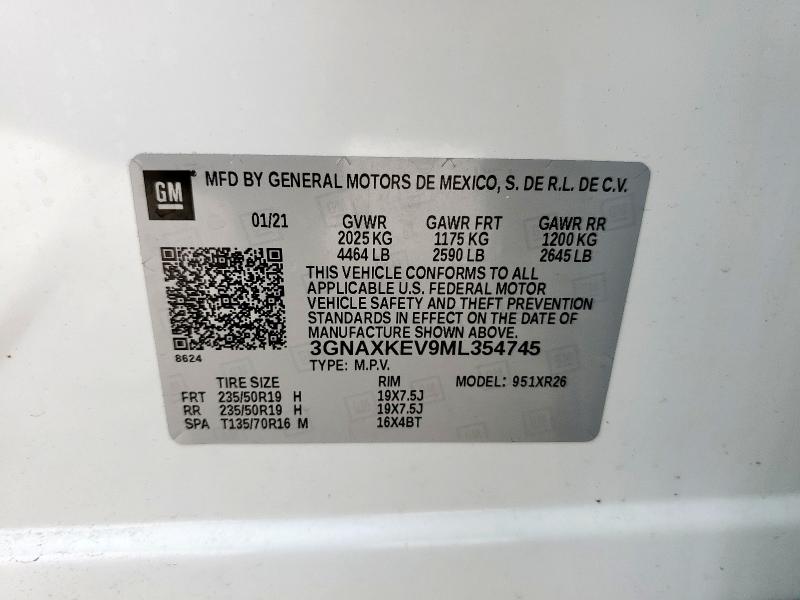 GM ® MFD BY GENERAL MOTORS DE MEXICO, S. DE R.L. DE C.V.
01/21 GVWR GAWR FRT GAWR RR
2025 KG 1175 KG 1200 KG
4464 LB 2590 LB 2645 LB
THIS VEHICLE CONFORMS TO ALL
APPLICABLE U.S. FEDERAL MOTOR
VEHICLE SAFETY AND THEFT PREVENTION
STANDARDS IN EFFECT ON THE DATE OF
MANUFACTURE SHOWN ABOVE.
8624 3GNAXKEV9ML354745
TYPE: M.P.V.
TIRE SIZE RIM MODEL: 951XR26
FRT 235/50R19 H 19X7.5J
RR 235/50R19 H 19X7.5J
SPA T135/70R16 M 16X4BT